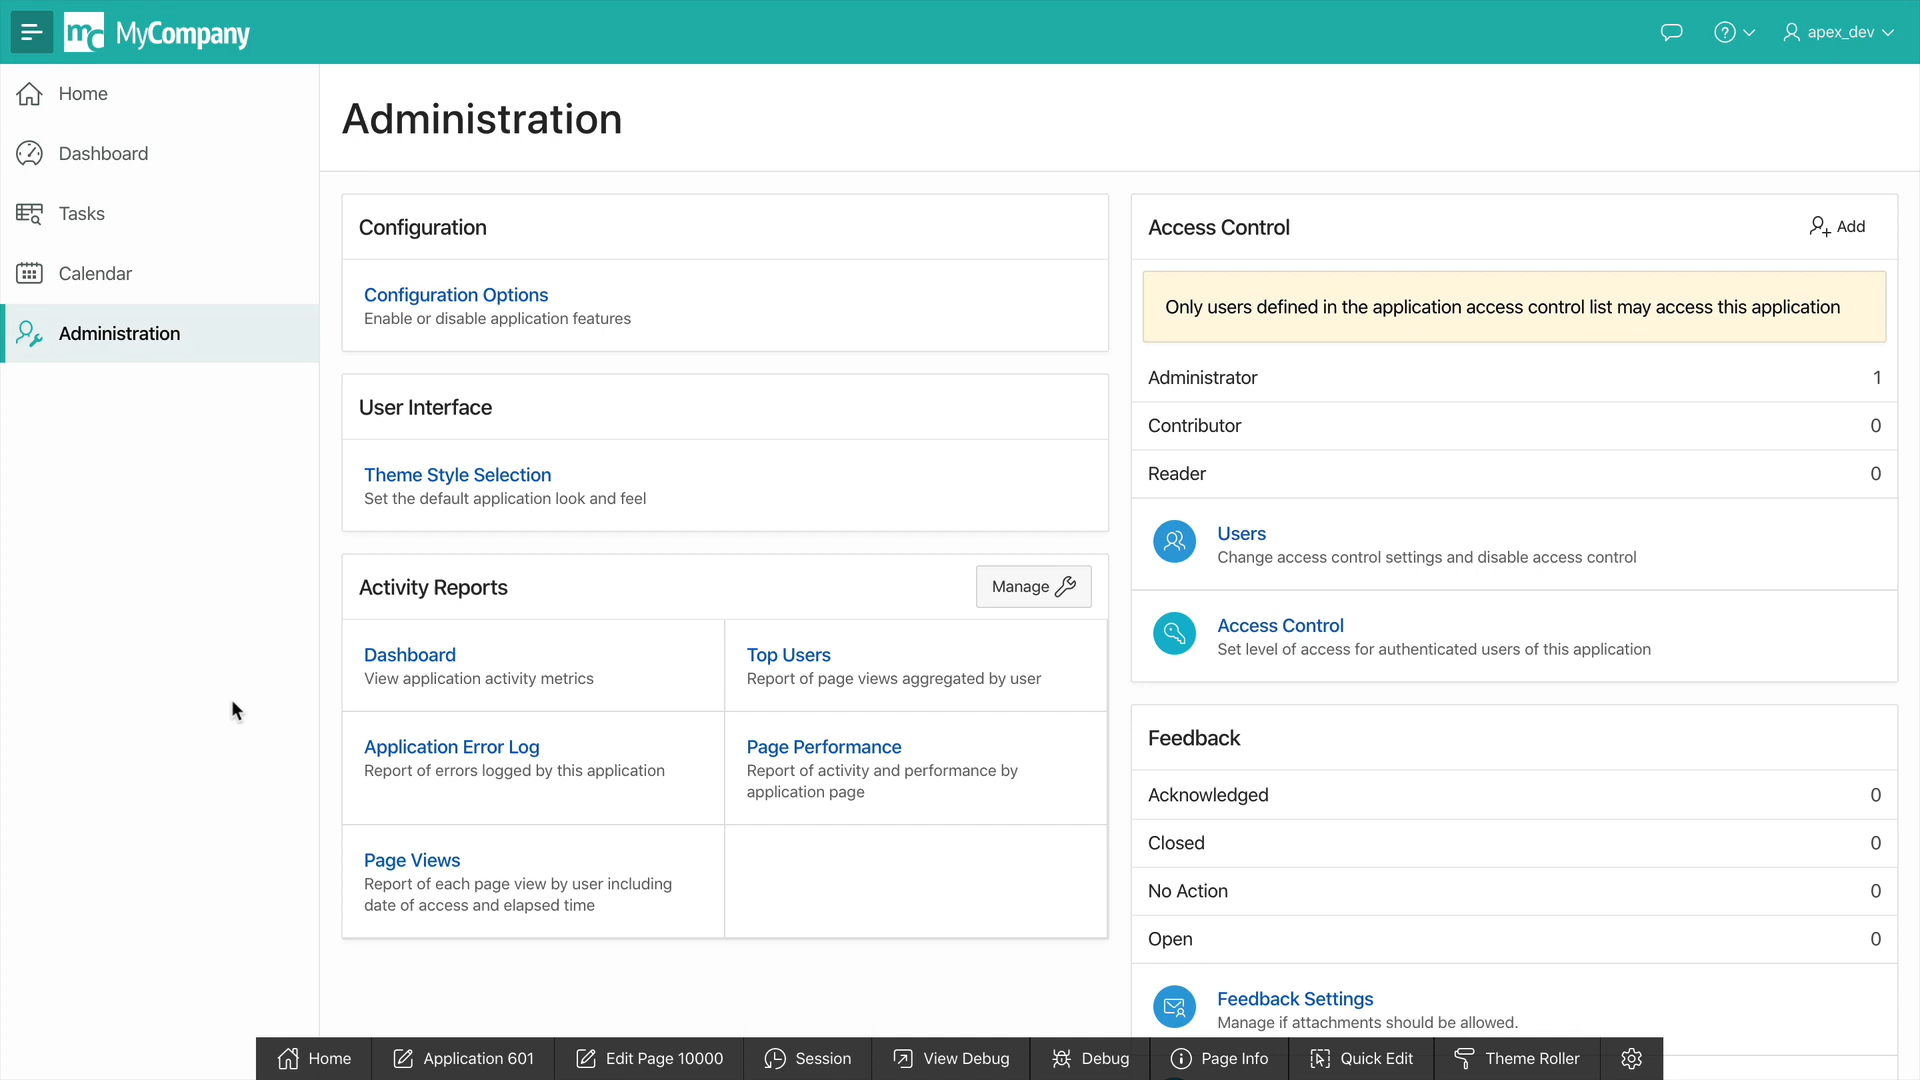 mc MyCompany
apex_dev
Home
Dashboard
Tasks
Calendar
Administration
Administration
Configuration
Configuration Options
Enable or disable application features
User Interface
Theme Style Selection
Set the default application look and feel
Activity Reports
Manage
Dashboard
View application activity metrics
Top Users
Report of page views aggregated by user
Application Error Log
Report of errors logged by this application
Page Performance
Report of activity and performance by
application page
Page Views
Report of each page view by user including
date of access and elapsed time
Access Control
Add
Only users defined in the application access control list may access this application
Administrator 1
Contributor 0
Reader 0
Users
Change access control settings and disable access control
Access Control
Set level of access for authenticated users of this application
Feedback
Acknowledged 0
Closed 0
No Action 0
Open 0
Feedback Settings
Manage if attachments should be allowed.
Home Application 601 Edit Page 10000 Session View Debug Debug Page Info Quick Edit Theme Roller